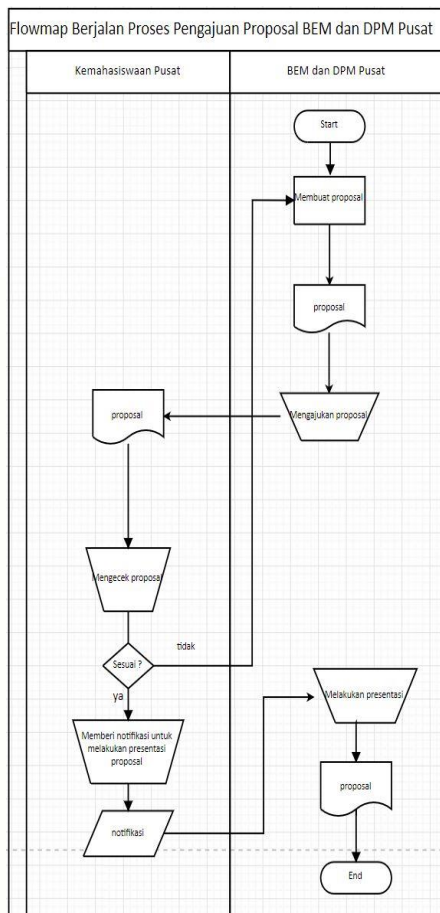 Flowmap Berjalan Proses Pengajuan Proposal BEM dan DPM Pusat
Kemahasiswaan Pusat
BEM dan DPM Pusat
Start
Membuat proposal
proposal
Mengajukan proposal
proposal
Mengecek proposal
Sesuai ?
tidak
ya
Memberi notifikasi untuk
melakukan presentasi
proposal
notifikasi
Melakukan presentasi
proposal
End